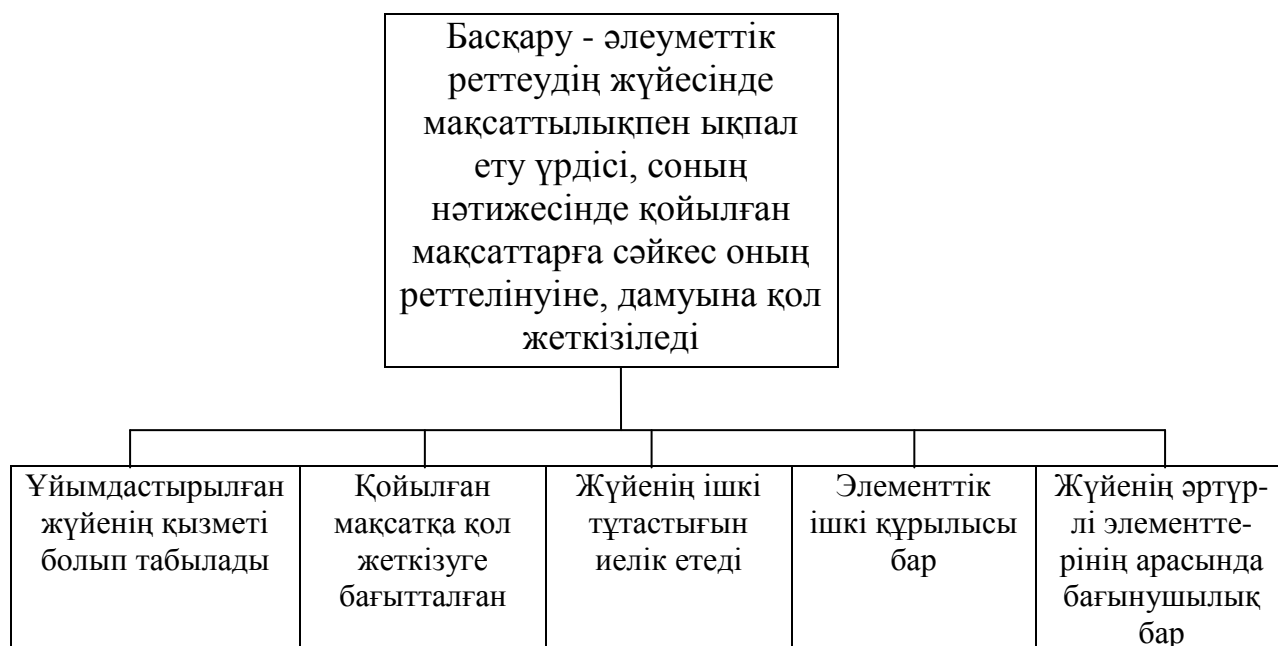 Басқару - әлеуметтік
реттеудің жүйесінде
мақсаттылықпен ықпал
ету үрдісі, соның
нәтижесінде қойылған
мақсаттарға сәйкес оның
реттелінуіне, дамуына қол
жеткізіледі
Ұйымдастырылған
жүйенің қызметі
болып табылады
Қойылған
мақсатқа қол
жеткізуге
бағытталған
Жүйенің ішкі
тұтастығын
иелік етеді
Элементтік
ішкі құрылысы
бар
Жүйенің әртүр-
лі элементте-
рінің арасында
бағынушылық
бар